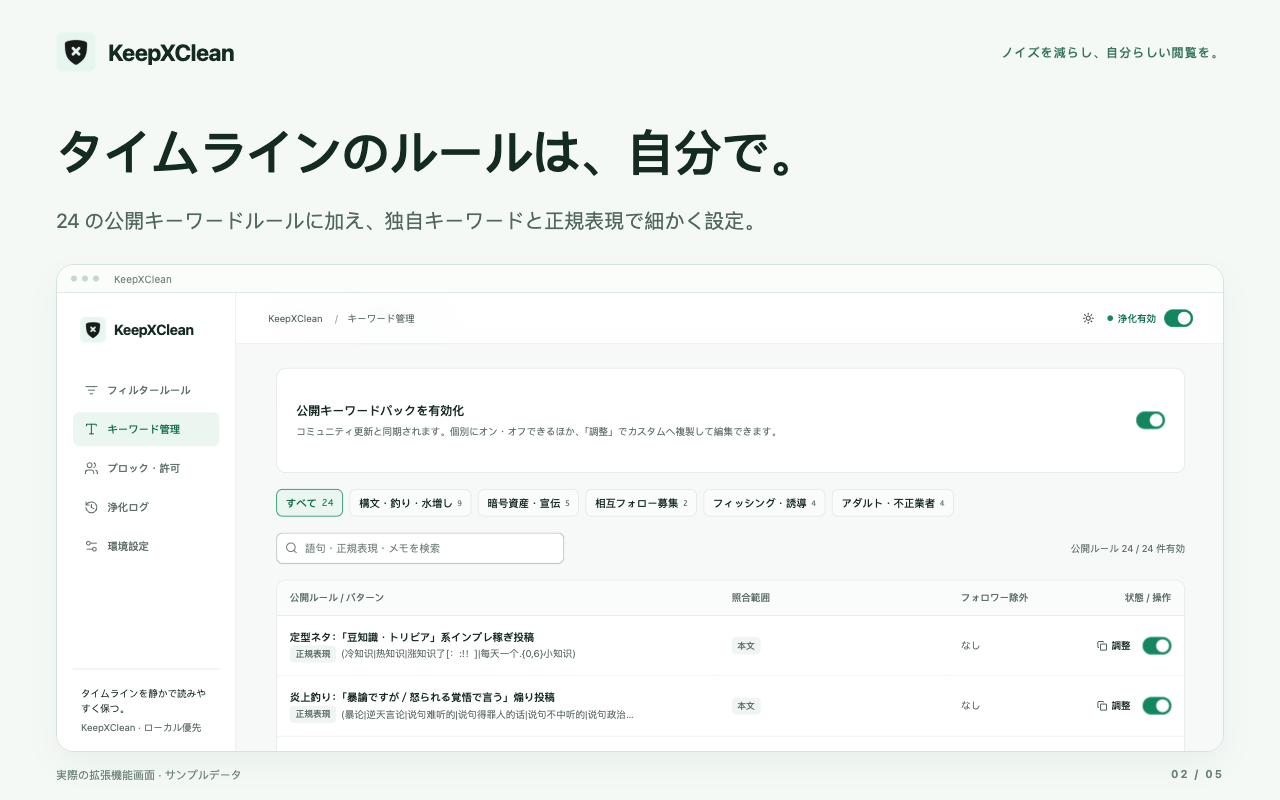 KeepXClean
ノイズを減らし、自分らしい閲覧を。
タイムラインのルールは、自分で。
24 の公開キーワードルールに加え、独自キーワードと正規表現で細かく設定。
KeepXClean
KeepXClean
KeepXClean / キーワード管理
浄化有効
フィルタールール
キーワード管理
ブロック・許可
浄化ログ
環境設定
公開キーワードパックを有効化
コミュニティ更新と同期されます。個別にオン・オフできるほか、「調整」でカスタムへ複製して編集できます。
すべて 24
構文・釣り・水増し 9
暗号資産・宣伝 5
相互フォロー募集 2
フィッシング・誘導 4
アダルト・不正業者 4
語句・正規表現・メモを検索
公開ルール 24 / 24 件有効
公開ルール / パターン
照合範囲
フォロワー除外
状態 / 操作
定型ネタ：「豆知識・トリビア」系インプレ稼ぎ投稿
正規表現 (冷知识|热知识|涨知识了[：:!！]|每天一个.{0,6}小知识)
本文
なし
調整
炎上釣り：「暴論ですが / 怒られる覚悟で言う」煽り投稿
正規表現 (暴论|逆天言论|说句难听的|说句得罪人的话|说句不中听的|说句政治...
本文
なし
調整
タイムラインを静かで読みや
すく保つ。
KeepXClean · ローカル優先
実際の拡張機能画面 · サンプルデータ
02 / 05